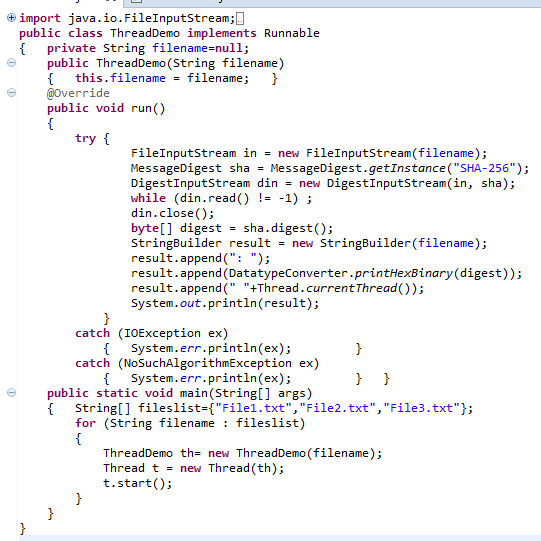 import java.io.FileInputStream;
public class ThreadDemo implements Runnable
{   private String filename=null;
    public ThreadDemo(String filename)
    {   this.filename = filename;   }
    @Override
    public void run()
    {
        try {
                FileInputStream in = new FileInputStream(filename);
                MessageDigest sha = MessageDigest.getInstance("SHA-256");
                DigestInputStream din = new DigestInputStream(in, sha);
                while (din.read() != -1) ;
                din.close();
                byte[] digest = sha.digest();
                StringBuilder result = new StringBuilder(filename);
                result.append(": ");
                result.append(DatatypeConverter.printHexBinary(digest));
                result.append(" "+Thread.currentThread());
                System.out.println(result);
            }
        catch (IOException ex)
            {   System.err.println(ex);         }
        catch (NoSuchAlgorithmException ex)
            {   System.err.println(ex);         }   }
    public static void main(String[] args)
    {   String[] fileslist={"File1.txt","File2.txt","File3.txt"};
        for (String filename : fileslist)
        {
            ThreadDemo th= new ThreadDemo(filename);
            Thread t = new Thread(th);
            t.start();
        }
    }
}